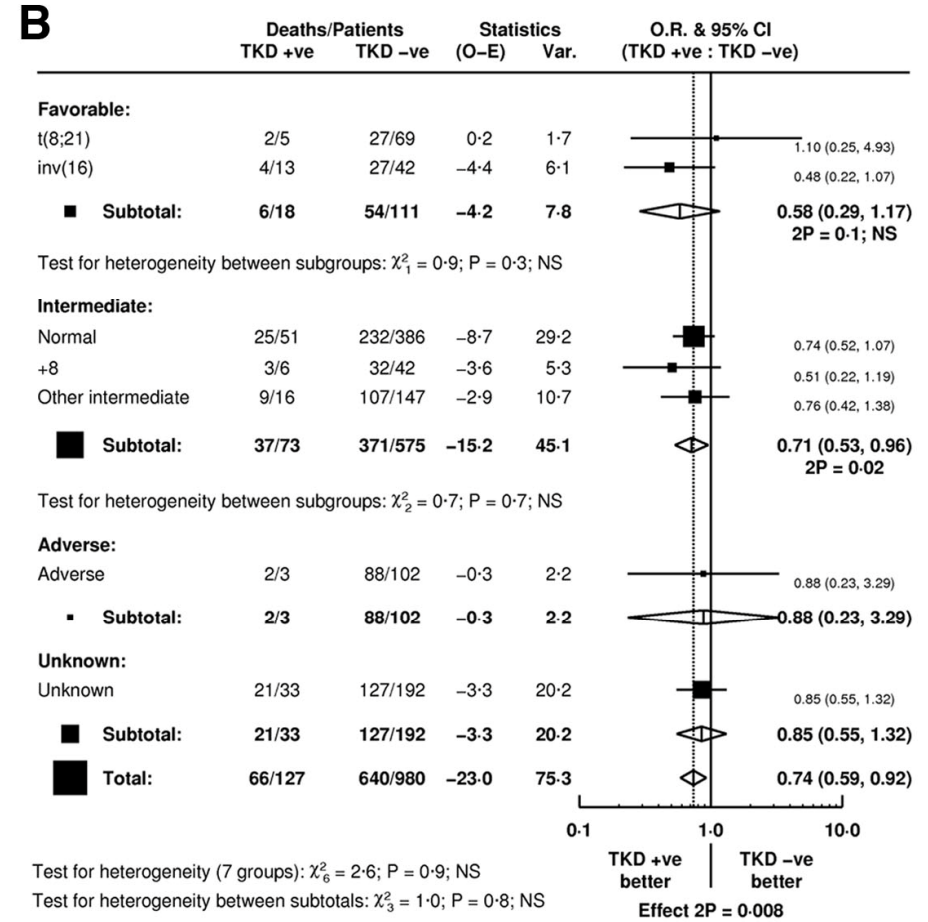 B
Deaths/Patients Statistics O.R. & 95% CI
TKD +ve TKD −ve (O−E) Var. (TKD +ve : TKD −ve)
Favorable:
t(8;21) 2/5 27/69 0·2 1·7 1.10 (0.25, 4.93)
inv(16) 4/13 27/42 −4·4 6·1 0.48 (0.22, 1.07)
Subtotal: 6/18 54/111 −4·2 7·8 0.58 (0.29, 1.17)
2P = 0·1; NS
Test for heterogeneity between subgroups: χ²₁ = 0·9; P = 0·3; NS
Intermediate:
Normal 25/51 232/386 −8·7 29·2 0.74 (0.52, 1.07)
+8 3/6 32/42 −3·6 5·3 0.51 (0.22, 1.19)
Other intermediate 9/16 107/147 −2·9 10·7 0.76 (0.42, 1.38)
Subtotal: 37/73 371/575 −15·2 45·1 0.71 (0.53, 0.96)
2P = 0·02
Test for heterogeneity between subgroups: χ²₂ = 0·7; P = 0·7; NS
Adverse:
Adverse 2/3 88/102 −0·3 2·2 0.88 (0.23, 3.29)
Subtotal: 2/3 88/102 −0·3 2·2 0.88 (0.23, 3.29)
Unknown:
Unknown 21/33 127/192 −3·3 20·2 0.85 (0.55, 1.32)
Subtotal: 21/33 127/192 −3·3 20·2 0.85 (0.55, 1.32)
Total: 66/127 640/980 −23·0 75·3 0.74 (0.59, 0.92)
0·1 1·0 10·0
TKD +ve TKD −ve
better better
Test for heterogeneity (7 groups): χ²₆ = 2·6; P = 0·9; NS
Test for heterogeneity between subtotals: χ²₃ = 1·0; P = 0·8; NS
Effect 2P = 0·008